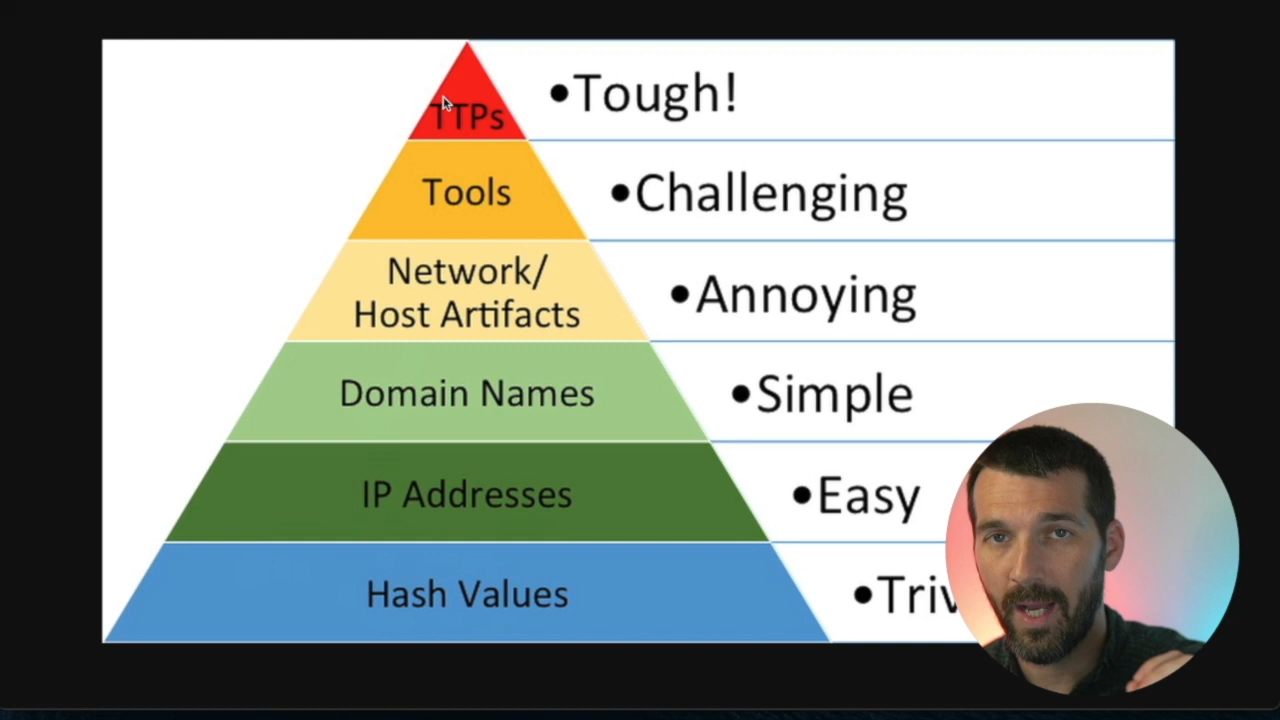 TTPs
•Tough!
Tools
•Challenging
Network/
Host Artifacts
•Annoying
Domain Names
•Simple
IP Addresses
•Easy
Hash Values